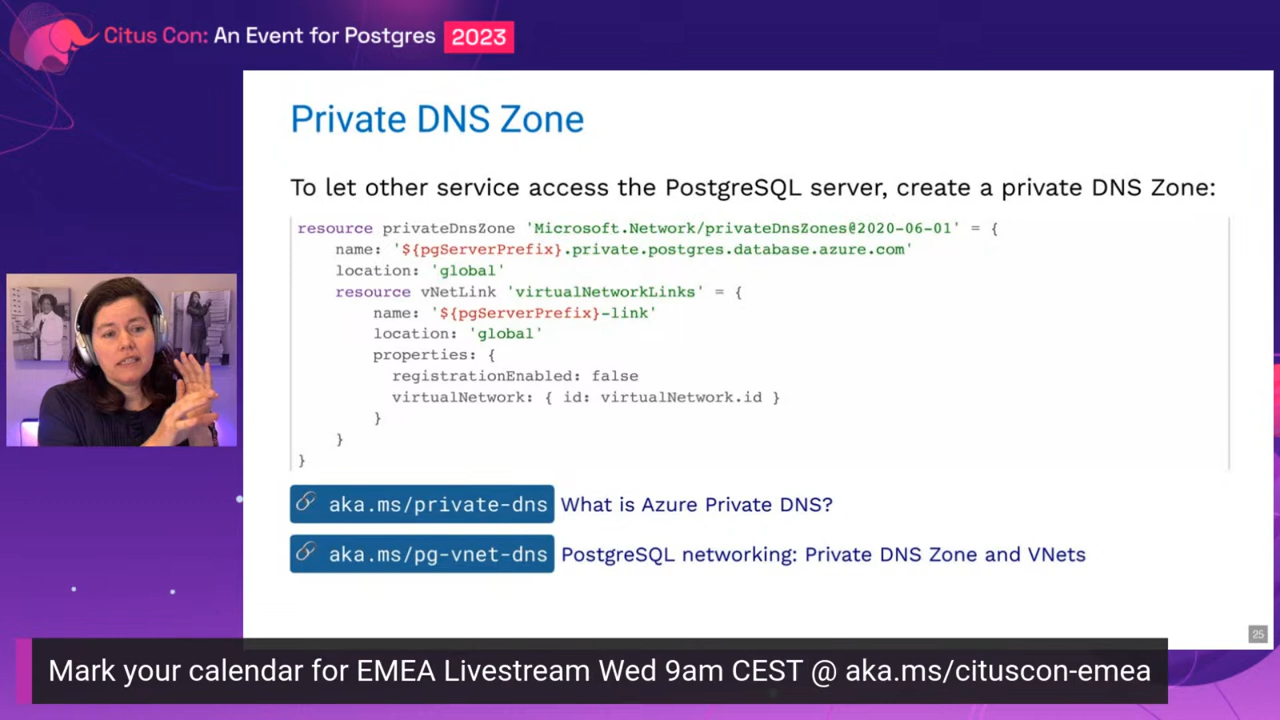 Citus Con: An Event for Postgres 2023
Private DNS Zone
To let other service access the PostgreSQL server, create a private DNS Zone:
resource privateDnsZone 'Microsoft.Network/privateDnsZones@2020-06-01' = {
name: '${pgServerPrefix}.private.postgres.database.azure.com'
location: 'global'
resource vNetLink 'virtualNetworkLinks' = {
name: '${pgServerPrefix}-link'
location: 'global'
properties: {
registrationEnabled: false
virtualNetwork: { id: virtualNetwork.id }
}
}
}
aka.ms/private-dns What is Azure Private DNS?
aka.ms/pg-vnet-dns PostgreSQL networking: Private DNS Zone and VNets
25
Mark your calendar for EMEA Livestream Wed 9am CEST @ aka.ms/cituscon-emea